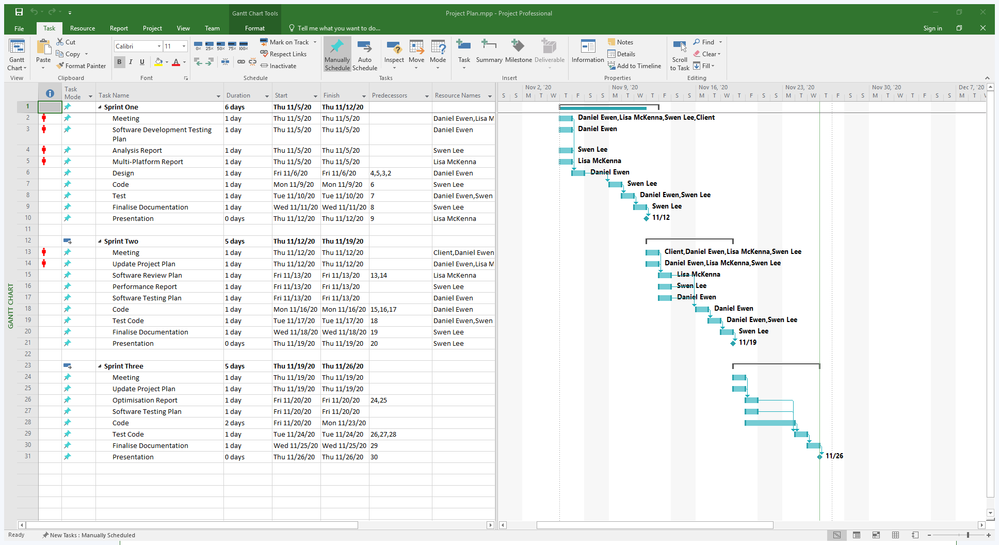 Gantt Chart Tools
Project Plan.mpp - Project Professional
File Task Resource Report Project View Team Format Tell me what you want to do... Sign in
Gantt Chart
View
Paste
Cut
Copy
Format Painter
Clipboard
Calibri 11
B I U A
Font
0% 25% 50% 75% 100%
Mark on Track
Respect Links
Inactivate
Schedule
Manually Schedule
Auto Schedule
Inspect Move Mode
Tasks
Task Summary Milestone Deliverable
Insert
Information
Notes
Details
Add to Timeline
Properties
Scroll to Task
Find
Clear
Fill
Editing
Task Mode Task Name Duration Start Finish Predecessors Resource Names
Nov 2, '20 Nov 9, '20 Nov 16, '20 Nov 23, '20 Nov 30, '20 Dec 7, '20
S S M T W T F S S M T W T F S S M T W T F S S M T W T F S S M T W T F S S M T W
1 Sprint One 6 days Thu 11/5/20 Thu 11/12/20
2 Meeting 1 day Thu 11/5/20 Thu 11/5/20 Daniel Ewen,Lisa M Daniel Ewen,Lisa McKenna,Swen Lee,Client
3 Software Development Testing Plan 1 day Thu 11/5/20 Thu 11/5/20 Daniel Ewen Daniel Ewen
4 Analysis Report 1 day Thu 11/5/20 Thu 11/5/20 Swen Lee Swen Lee
5 Multi-Platform Report 1 day Thu 11/5/20 Thu 11/5/20 Lisa McKenna Lisa McKenna
6 Design 1 day Fri 11/6/20 Fri 11/6/20 4,5,3,2 Daniel Ewen Daniel Ewen
7 Code 1 day Mon 11/9/20 Mon 11/9/20 6 Swen Lee Swen Lee
8 Test 1 day Tue 11/10/20 Tue 11/10/20 7 Daniel Ewen,Swen Daniel Ewen,Swen Lee
9 Finalise Documentation 1 day Wed 11/11/20 Wed 11/11/20 8 Swen Lee Swen Lee
10 Presentation 0 days Thu 11/12/20 Thu 11/12/20 9 Lisa McKenna 11/12
11
12 Sprint Two 5 days Thu 11/12/20 Thu 11/19/20
13 Meeting 1 day Thu 11/12/20 Thu 11/12/20 Client,Daniel Ewen Client,Daniel Ewen,Lisa McKenna,Swen Lee
14 Update Project Plan 1 day Thu 11/12/20 Thu 11/12/20 Daniel Ewen,Lisa M Daniel Ewen,Lisa McKenna,Swen Lee
15 Software Review Plan 1 day Fri 11/13/20 Fri 11/13/20 13,14 Lisa McKenna Lisa McKenna
16 Performance Report 1 day Fri 11/13/20 Fri 11/13/20 Swen Lee Swen Lee
17 Software Testing Plan 1 day Fri 11/13/20 Fri 11/13/20 Daniel Ewen Daniel Ewen
18 Code 1 day Mon 11/16/20 Mon 11/16/20 15,16,17 Daniel Ewen Daniel Ewen
19 Test Code 1 day Tue 11/17/20 Tue 11/17/20 18 Daniel Ewen,Swen Daniel Ewen,Swen Lee
20 Finalise Documentation 1 day Wed 11/18/20 Wed 11/18/20 19 Swen Lee Swen Lee
21 Presentation 0 days Thu 11/19/20 Thu 11/19/20 20 Swen Lee 11/19
22
23 Sprint Three 5 days Thu 11/19/20 Thu 11/26/20
24 Meeting 1 day Thu 11/19/20 Thu 11/19/20
25 Update Project Plan 1 day Thu 11/19/20 Thu 11/19/20
26 Optimisation Report 1 day Fri 11/20/20 Fri 11/20/20 24,25
27 Software Testing Plan 1 day Fri 11/20/20 Fri 11/20/20
28 Code 2 days Fri 11/20/20 Mon 11/23/20
29 Test Code 1 day Tue 11/24/20 Tue 11/24/20 26,27,28
30 Finalise Documentation 1 day Wed 11/25/20 Wed 11/25/20 29
31 Presentation 0 days Thu 11/26/20 Thu 11/26/20 30 11/26
GANTT CHART
Ready New Tasks : Manually Scheduled